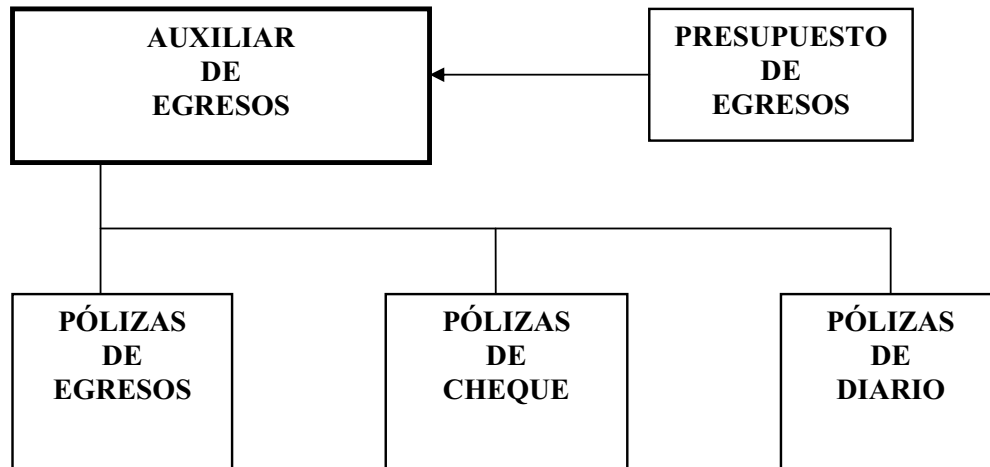 AUXILIAR
DE
EGRESOS
PRESUPUESTO
DE
EGRESOS
PÓLIZAS
DE
EGRESOS
PÓLIZAS
DE
CHEQUE
PÓLIZAS
DE
DIARIO